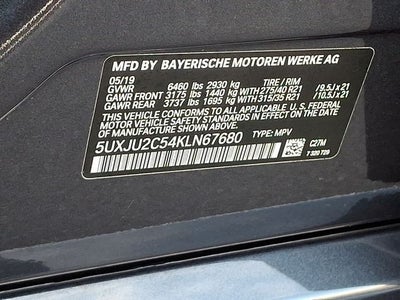 MFD BY BAYERISCHE MOTOREN WERKE AG
05/19
GVWR 6460 lbs 2930 kg TIRE / RIM
GAWR FRONT 3175 lbs 1440 kg WITH 275/40 R21 / 9.5J x 21
GAWR REAR 3737 lbs 1695 kg WITH 315/35 R21 / 10.5J x 21
THIS VEHICLE CONFORMS TO ALL APPLICABLE U. S. FEDERAL
MOTOR VEHICLE SAFETY STANDARDS IN EFFECT ON
THE DATE OF MANUFACTURE SHOWN ABOVE.
5UXJU2C54KLN67680 TYPE: MPV
C27M
7 320 729